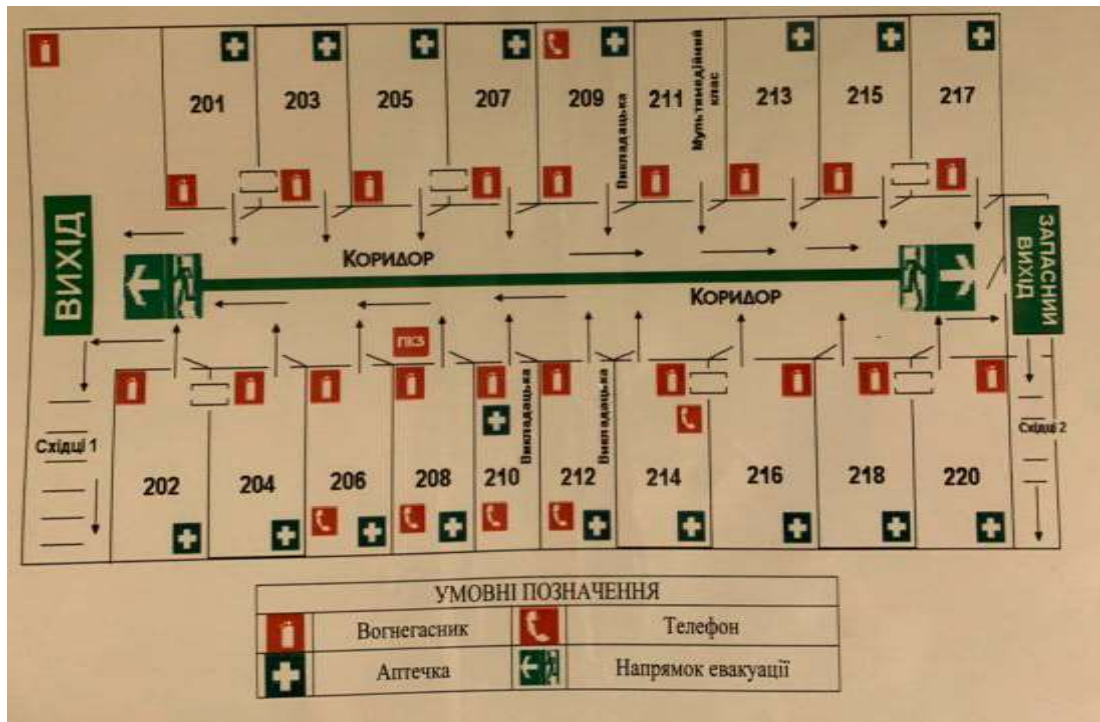 201
203
205
207
209
Викладацька
211
Мультимедійний
клас
213
215
217
ВИХІД
КОРИДОР
КОРИДОР
ЗАПАСНИЙ
ВИХІД
ПК3
Східці 1
Східці 2
202
204
206
208
210
Викладацька
212
Викладацька
214
216
218
220
УМОВНІ ПОЗНАЧЕННЯ
Вогнегасник
Телефон
Аптечка
Напрямок евакуації